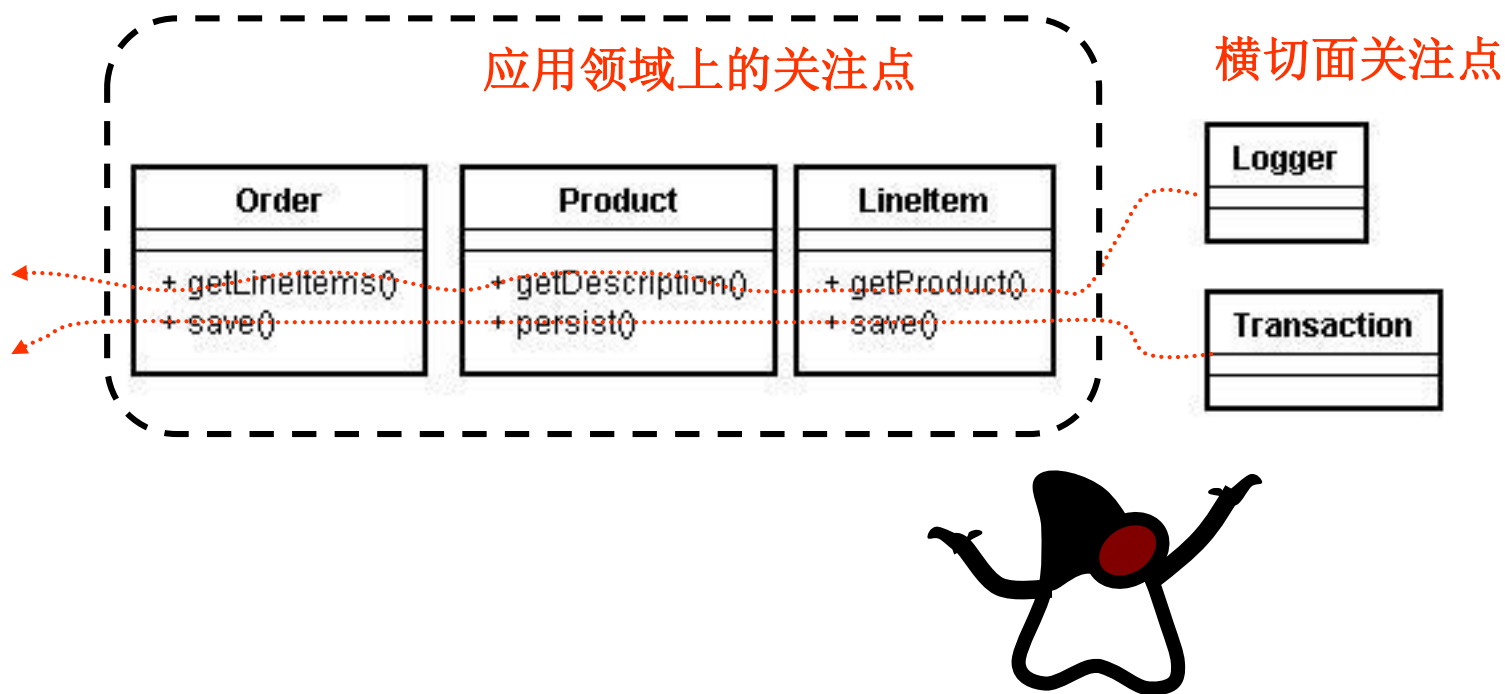 应用领域上的关注点
横切面关注点
Order
+ getLineItems()
+ save()
Product
+ getDescription()
+ persist()
LineItem
+ getProduct()
+ save()
Logger
Transaction